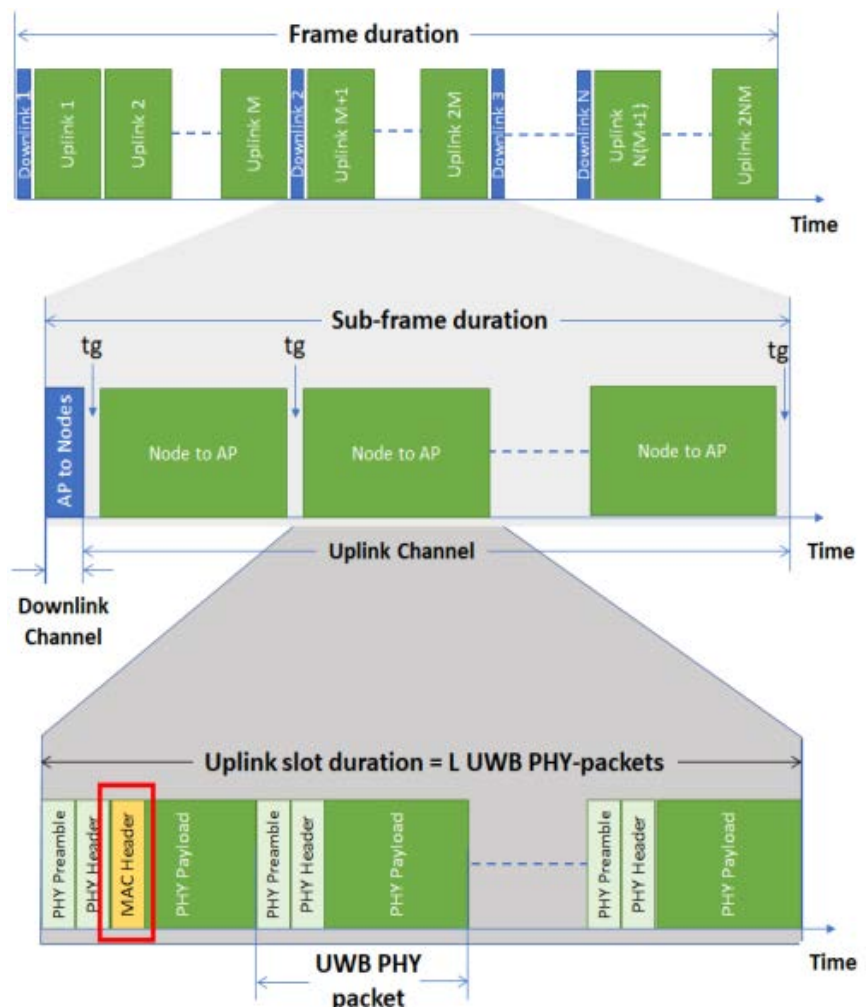 Frame duration
Downlink 1
Uplink 1
Uplink 2
Uplink M
Downlink 2
Uplink M+1
Uplink 2M
Downlink 3
Downlink N
Uplink
N(M+1)
Uplink 2NM
Time
Sub-frame duration
tg
tg
tg
AP to Nodes
Node to AP
Node to AP
Node to AP
Uplink Channel
Time
Downlink
Channel
Uplink slot duration = L UWB PHY-packets
PHY Preamble
PHY Header
MAC Header
PHY Payload
PHY Preamble
PHY Header
PHY Payload
PHY Preamble
PHY Header
PHY Payload
Time
UWB PHY
packet